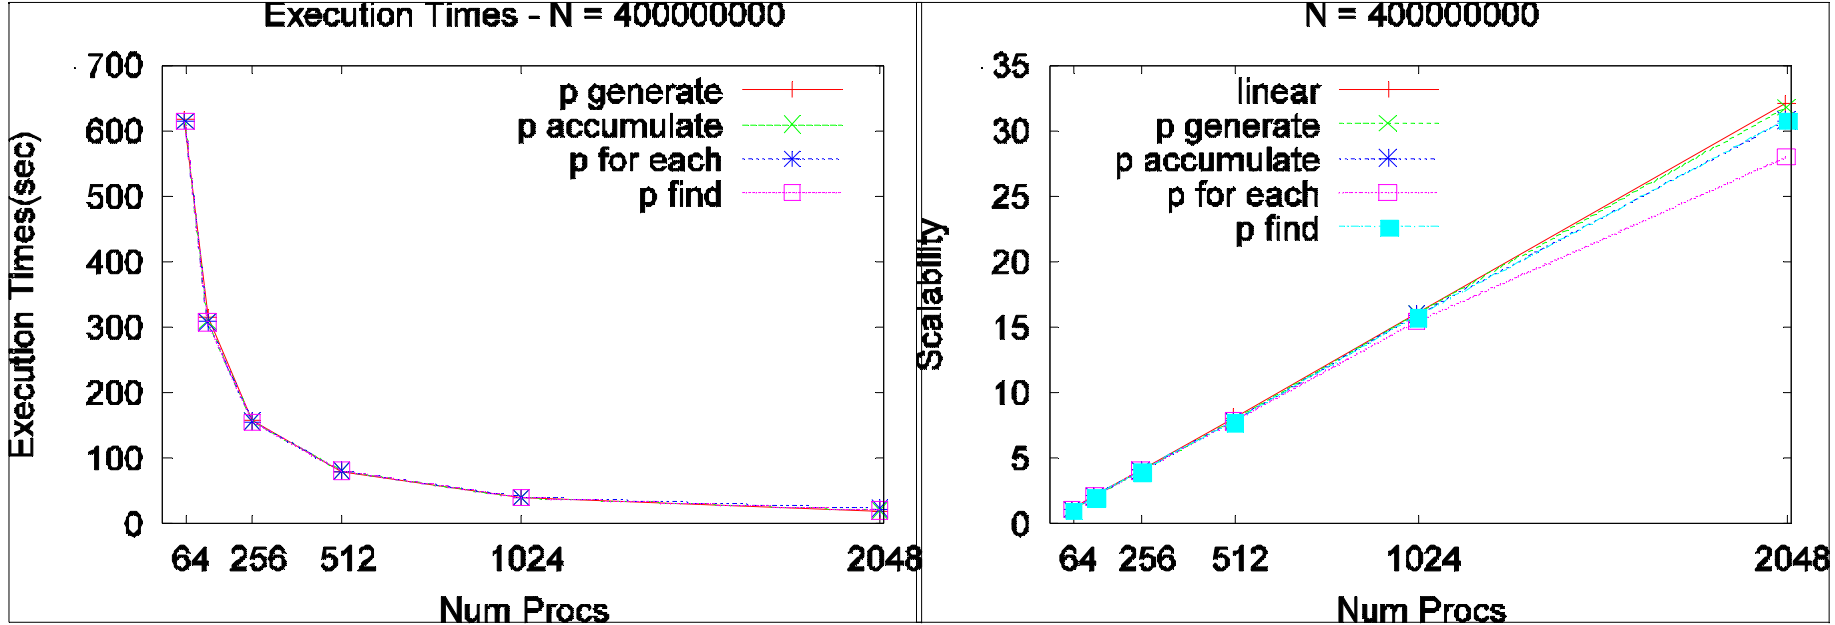 Execution Times - N = 400000000
700
600
500
400
300
200
100
0
Execution Times(sec)
p generate
p accumulate
p for each
p find
64 256 512 1024 2048
Num Procs
N = 400000000
35
30
25
20
15
10
5
0
Scalability
linear
p generate
p accumulate
p for each
p find
64 256 512 1024 2048
Num Procs